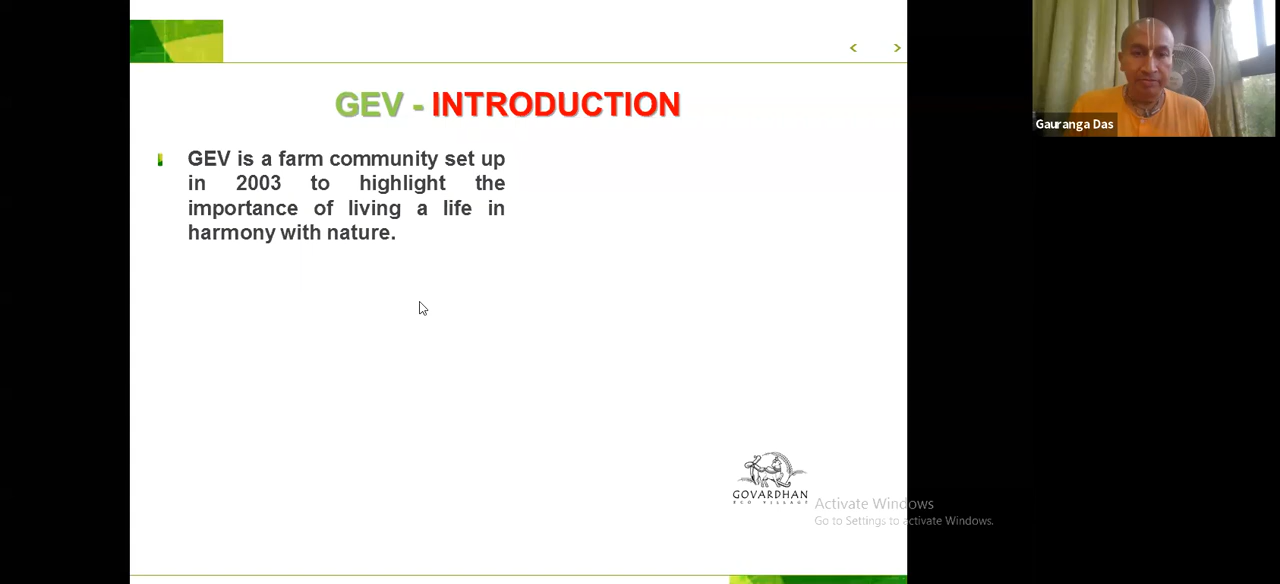 GEV - INTRODUCTION
GEV is a farm community set up
in 2003 to highlight the
importance of living a life in
harmony with nature.
Gauranga Das
GOVARDHAN
ECO VILLAGE
Activate Windows
Go to Settings to activate Windows.